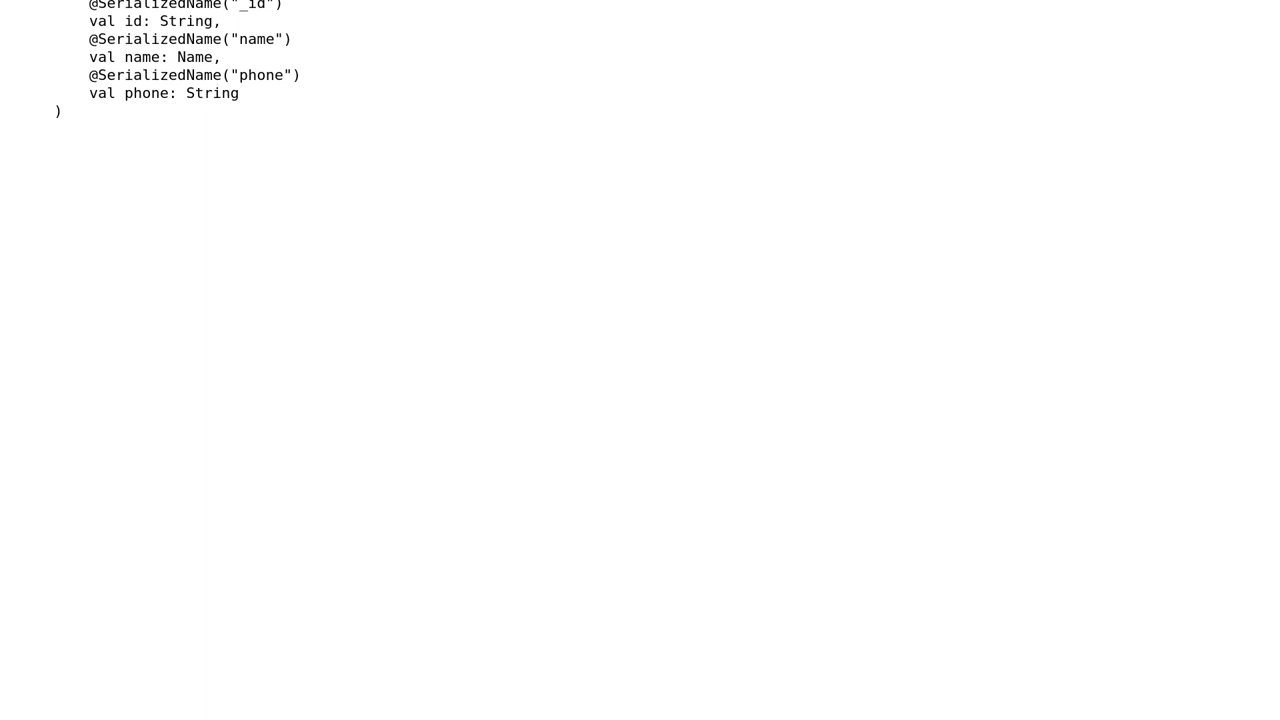 @SerializedName("_id")
val id: String,
@SerializedName("name")
val name: Name,
@SerializedName("phone")
val phone: String
)